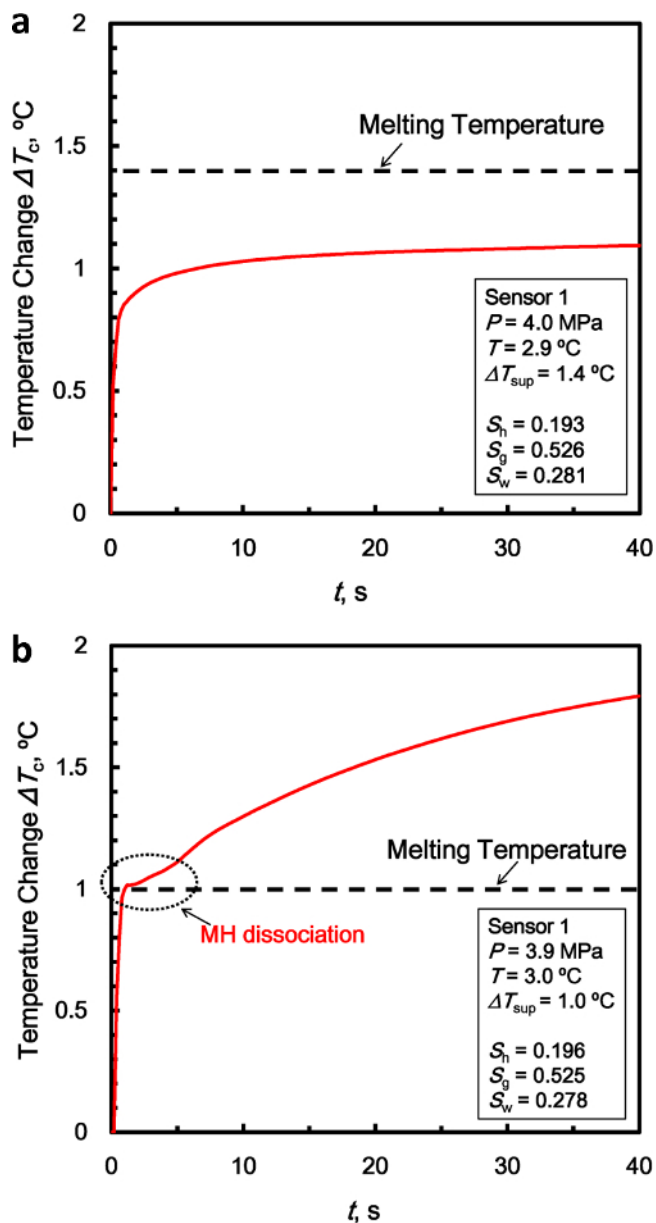 a
2
1.5
1
0.5
0
0
10
20
30
40
Temperature Change ΔTc, ºC
t, s
Melting Temperature
Sensor 1
P = 4.0 MPa
T = 2.9 ºC
ΔTsup = 1.4 ºC
Sh = 0.193
Sg = 0.526
Sw = 0.281
b
2
1.5
1
0.5
0
0
10
20
30
40
Temperature Change ΔTc, ºC
t, s
Melting Temperature
MH dissociation
Sensor 1
P = 3.9 MPa
T = 3.0 ºC
ΔTsup = 1.0 ºC
Sh = 0.196
Sg = 0.525
Sw = 0.278